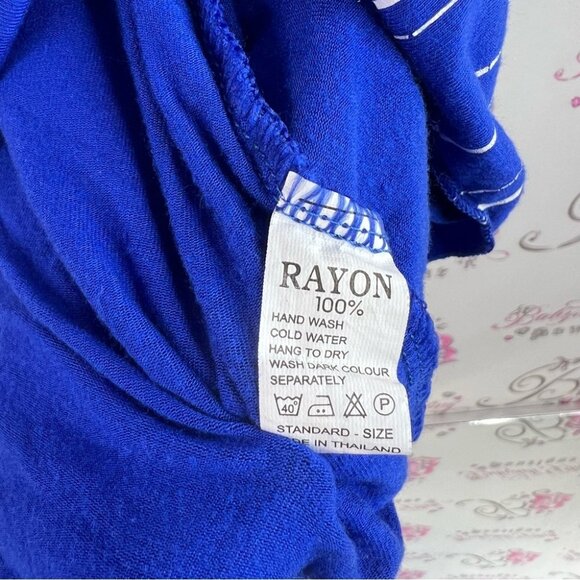 RAYON
100%
HAND WASH
COLD WATER
HANG TO DRY
WASH DARK COLOUR
SEPARATELY
40° P
STANDARD - SIZE
MADE IN THAILAND